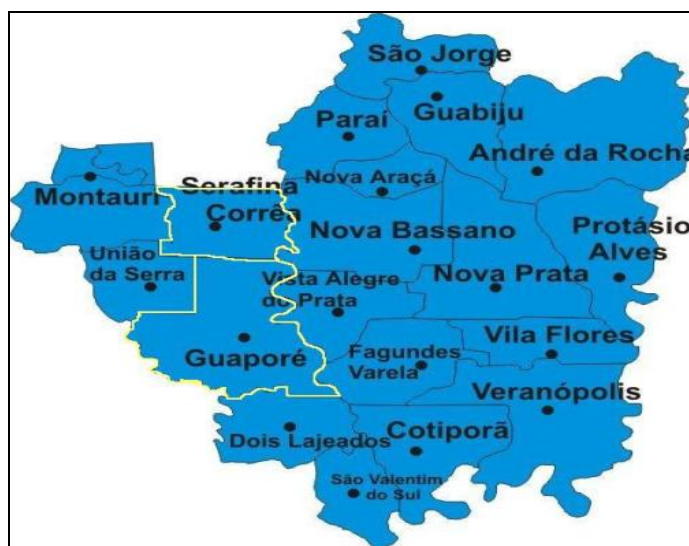 São Jorge
Guabiju
Paraí
André da Rocha
Nova Araçá
Montauri
Serafina
Corrêa
Nova Bassano
Protásio
Alves
União
da Serra
Vista Alegre
do Prata
Nova Prata
Guaporé
Fagundes
Varela
Vila Flores
Veranópolis
Dois Lajeados
Cotiporã
São Valentim
do Sul